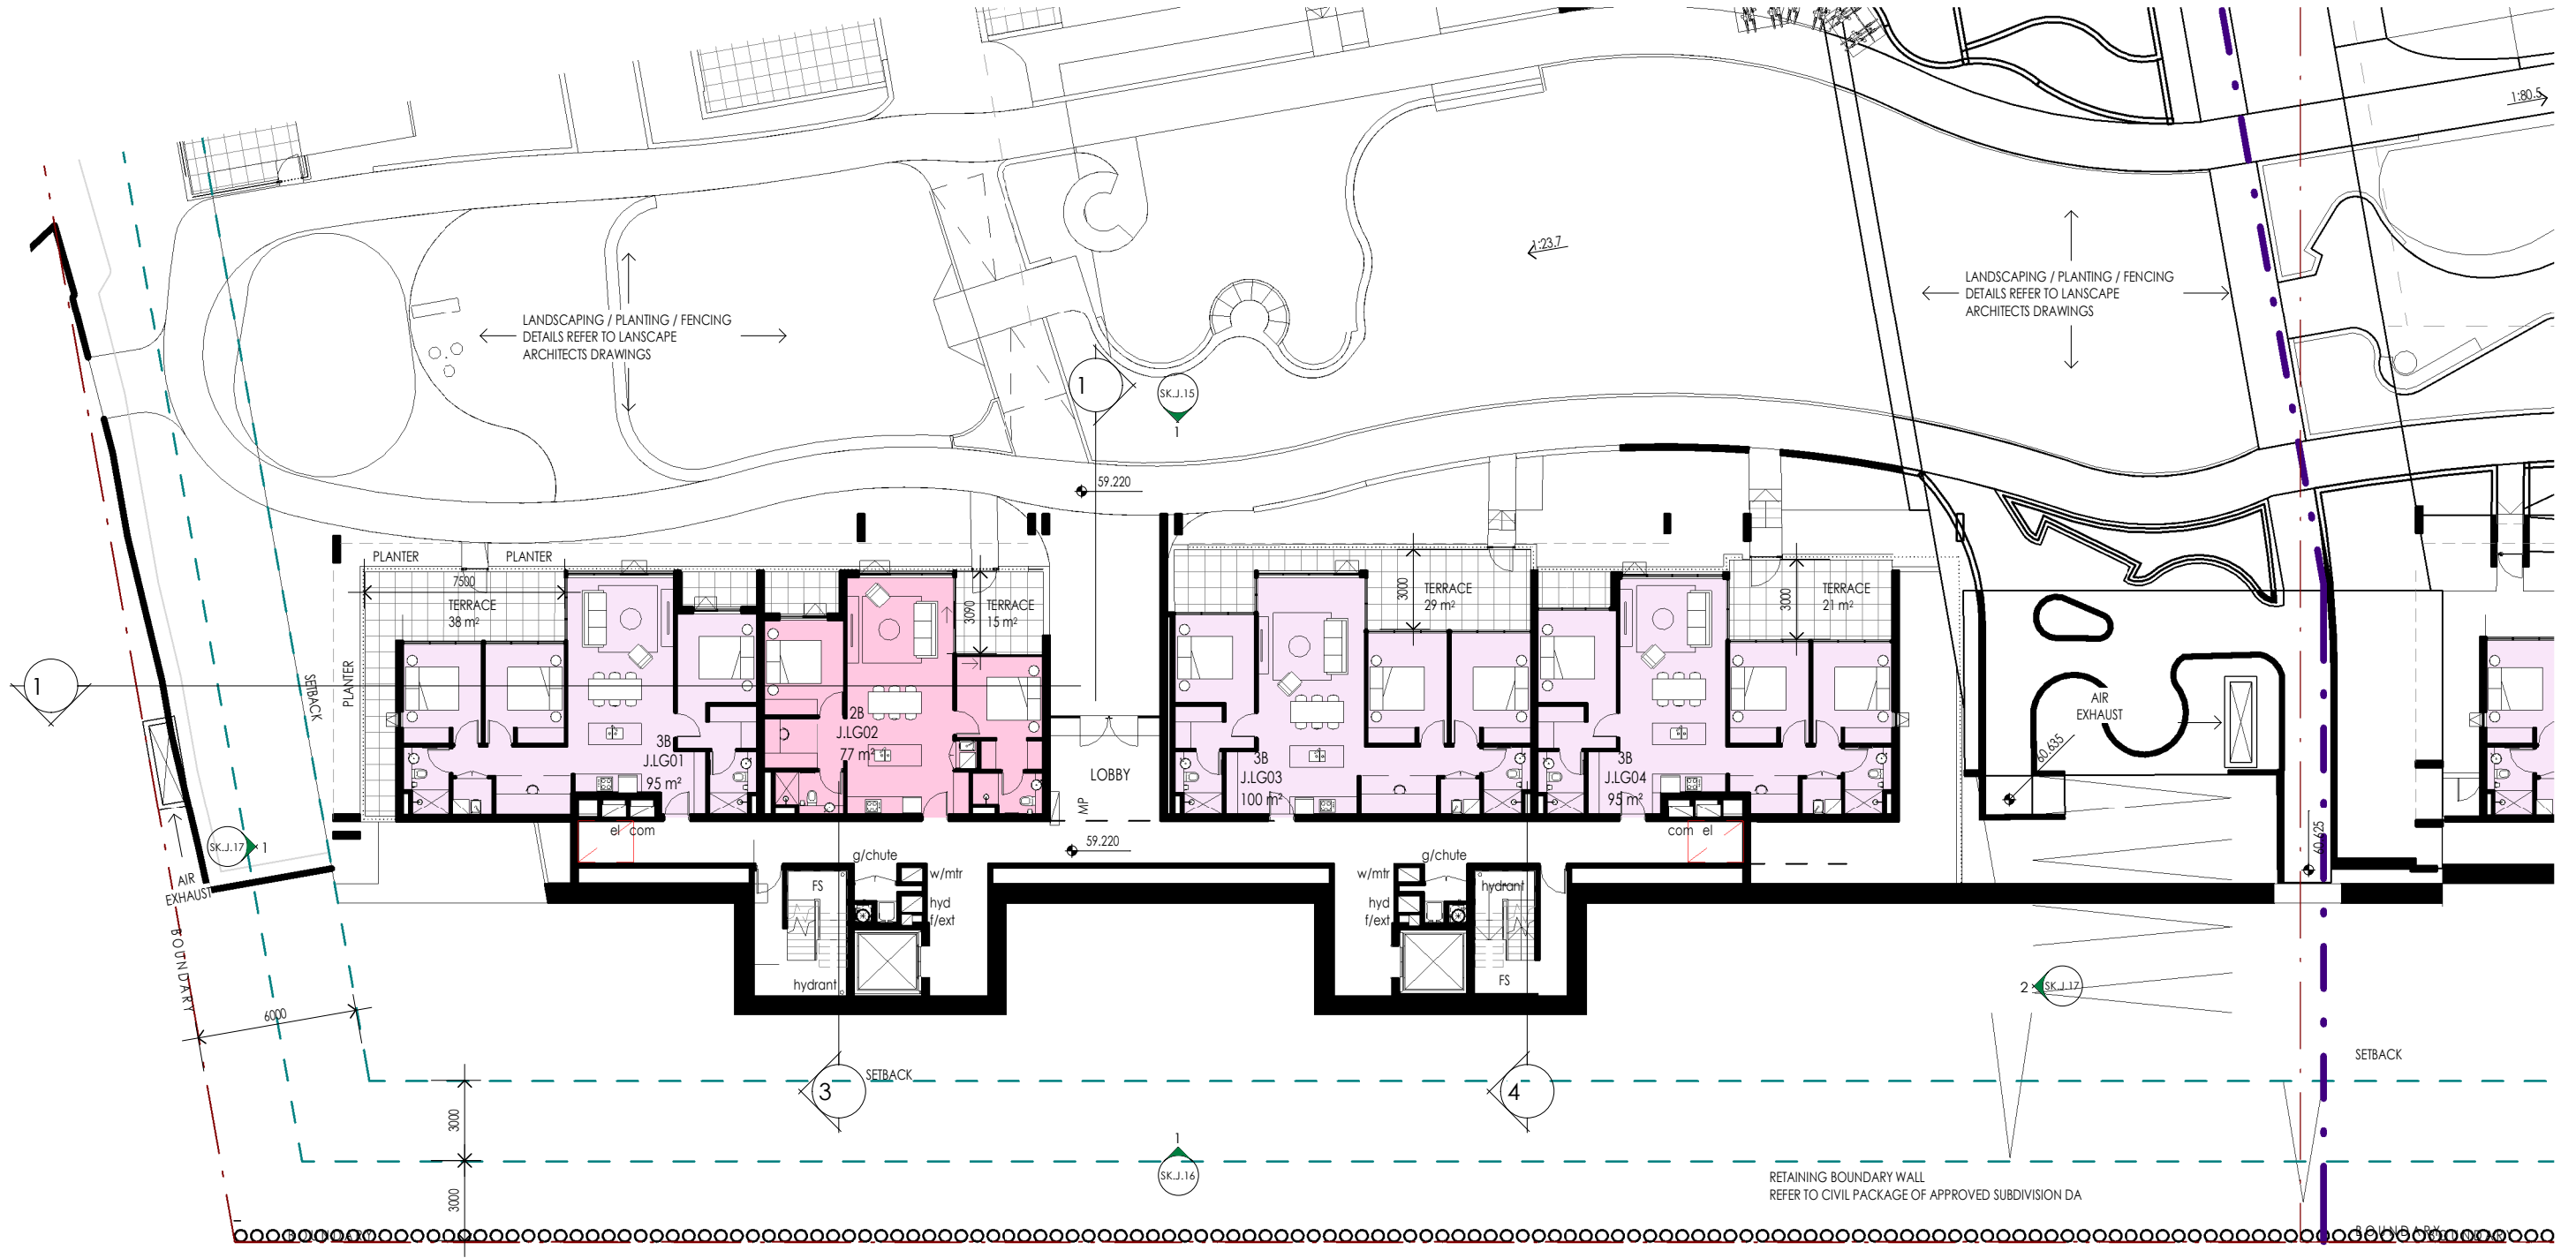 1:80.5
1:23.7
LANDSCAPING / PLANTING / FENCING
DETAILS REFER TO LANSCAPE
ARCHITECTS DRAWINGS
LANDSCAPING / PLANTING / FENCING
DETAILS REFER TO LANSCAPE
ARCHITECTS DRAWINGS
1
SK.J.15
1
59.220
PLANTER
PLANTER
7500
TERRACE
38 m²
3090
TERRACE
15 m²
3000
TERRACE
29 m²
3000
TERRACE
21 m²
PLANTER
SETBACK
1
3B
J.LG01
95 m²
2B
J.LG02
77 m²
3B
J.LG03
100 m²
3B
J.LG04
95 m²
LOBBY
MP
AIR
EXHAUST
60.635
60.625
el com
com el
59.220
SK.J.17
1
AIR
EXHAUST
BOUNDARY
g/chute
w/mtr
hyd
f/ext
FS
hydrant
g/chute
w/mtr
hyd
f/ext
hydrant
FS
2
SK.J.17
6000
SETBACK
3
SETBACK
4
3000
3000
1
SK.J.16
RETAINING BOUNDARY WALL
REFER TO CIVIL PACKAGE OF APPROVED SUBDIVISION DA
BOUNDARY
BOUNDARY
BOUNDARY